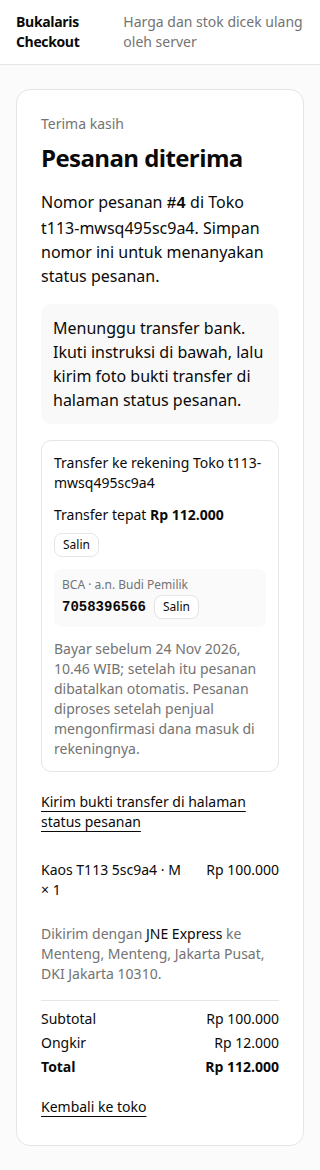 Bukalaris
Checkout
Harga dan stok dicek ulang
oleh server
Terima kasih
Pesanan diterima
Nomor pesanan #4 di Toko
t113-mwsq495sc9a4. Simpan
nomor ini untuk menanyakan
status pesanan.
Menunggu transfer bank.
Ikuti instruksi di bawah, lalu
kirim foto bukti transfer di
halaman status pesanan.
Transfer ke rekening Toko t113-
mwsq495sc9a4
Transfer tepat Rp 112.000
Salin
BCA · a.n. Budi Pemilik
7058396566 Salin
Bayar sebelum 24 Nov 2026,
10.46 WIB; setelah itu pesanan
dibatalkan otomatis. Pesanan
diproses setelah penjual
mengonfirmasi dana masuk di
rekeningnya.
Kirim bukti transfer di halaman
status pesanan
Kaos T113 5sc9a4 · M Rp 100.000
× 1
Dikirim dengan JNE Express ke
Menteng, Menteng, Jakarta Pusat,
DKI Jakarta 10310.
Subtotal Rp 100.000
Ongkir Rp 12.000
Total Rp 112.000
Kembali ke toko